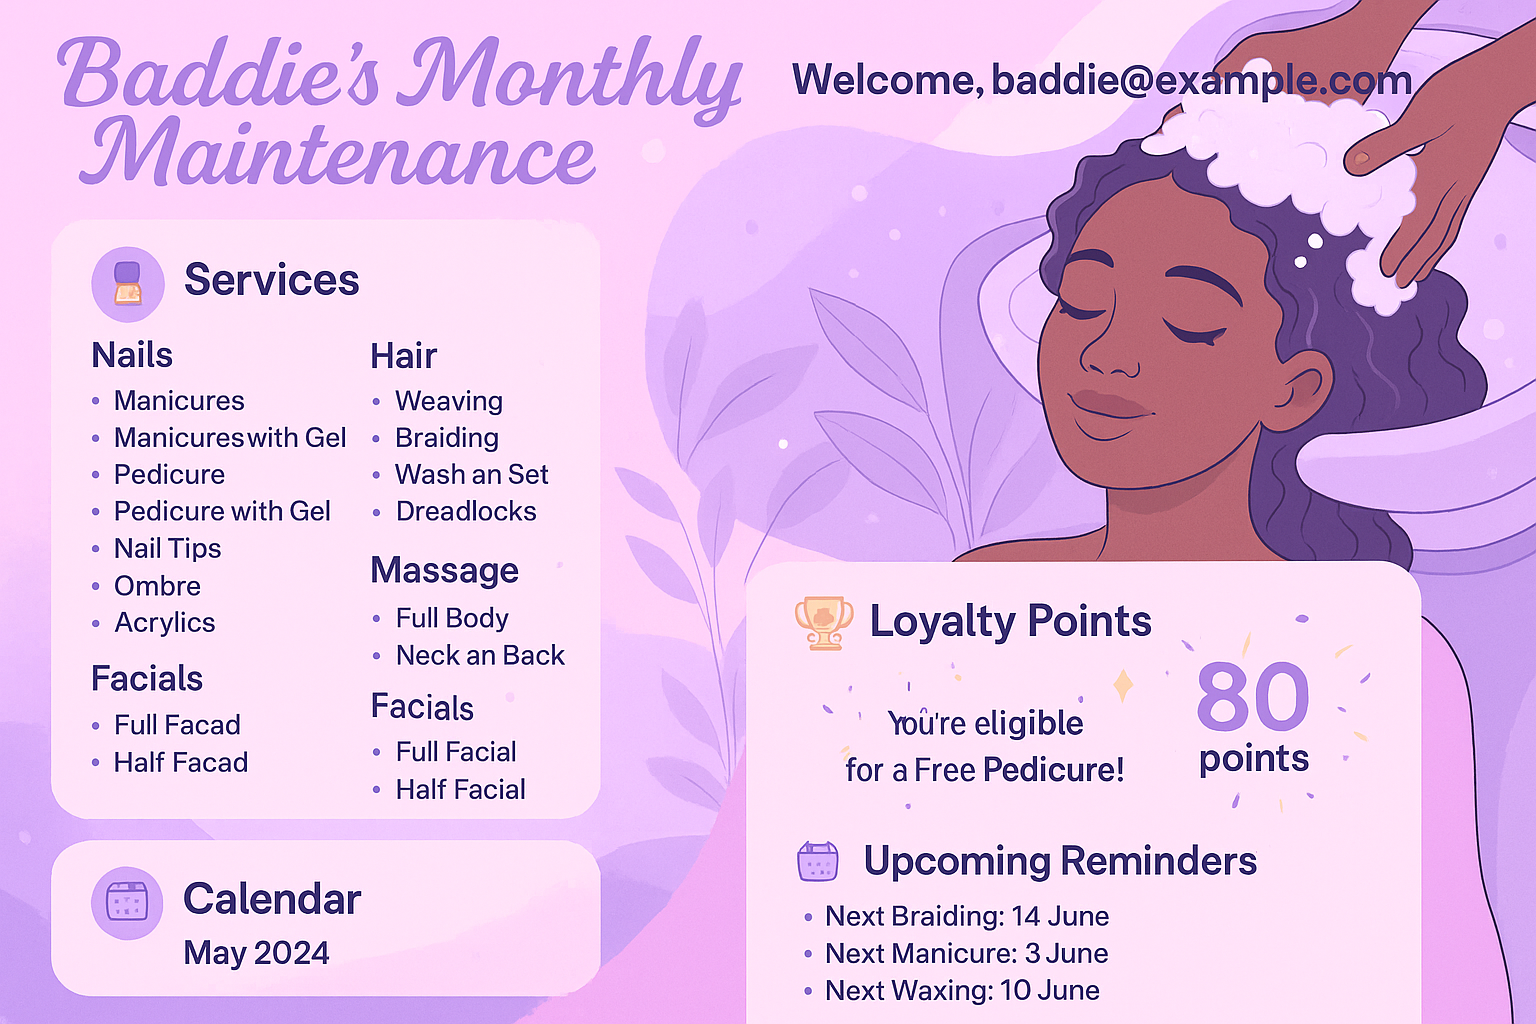 Baddie's Monthly
Maintenance
Welcome, baddie@example.com
Services
Nails
• Manicures
• Manicures with Gel
• Pedicure
• Pedicure with Gel
• Nail Tips
• Ombre
• Acrylics
Facials
• Full Facad
• Half Facad
Hair
• Weaving
• Braiding
• Wash an Set
• Dreadlocks
Massage
• Full Body
• Neck an Back
Facials
• Full Facial
• Half Facial
Calendar
May 2024
Loyalty Points
You're eligible
for a Free Pedicure!
80
points
Upcoming Reminders
• Next Braiding: 14 June
• Next Manicure: 3 June
• Next Waxing: 10 June